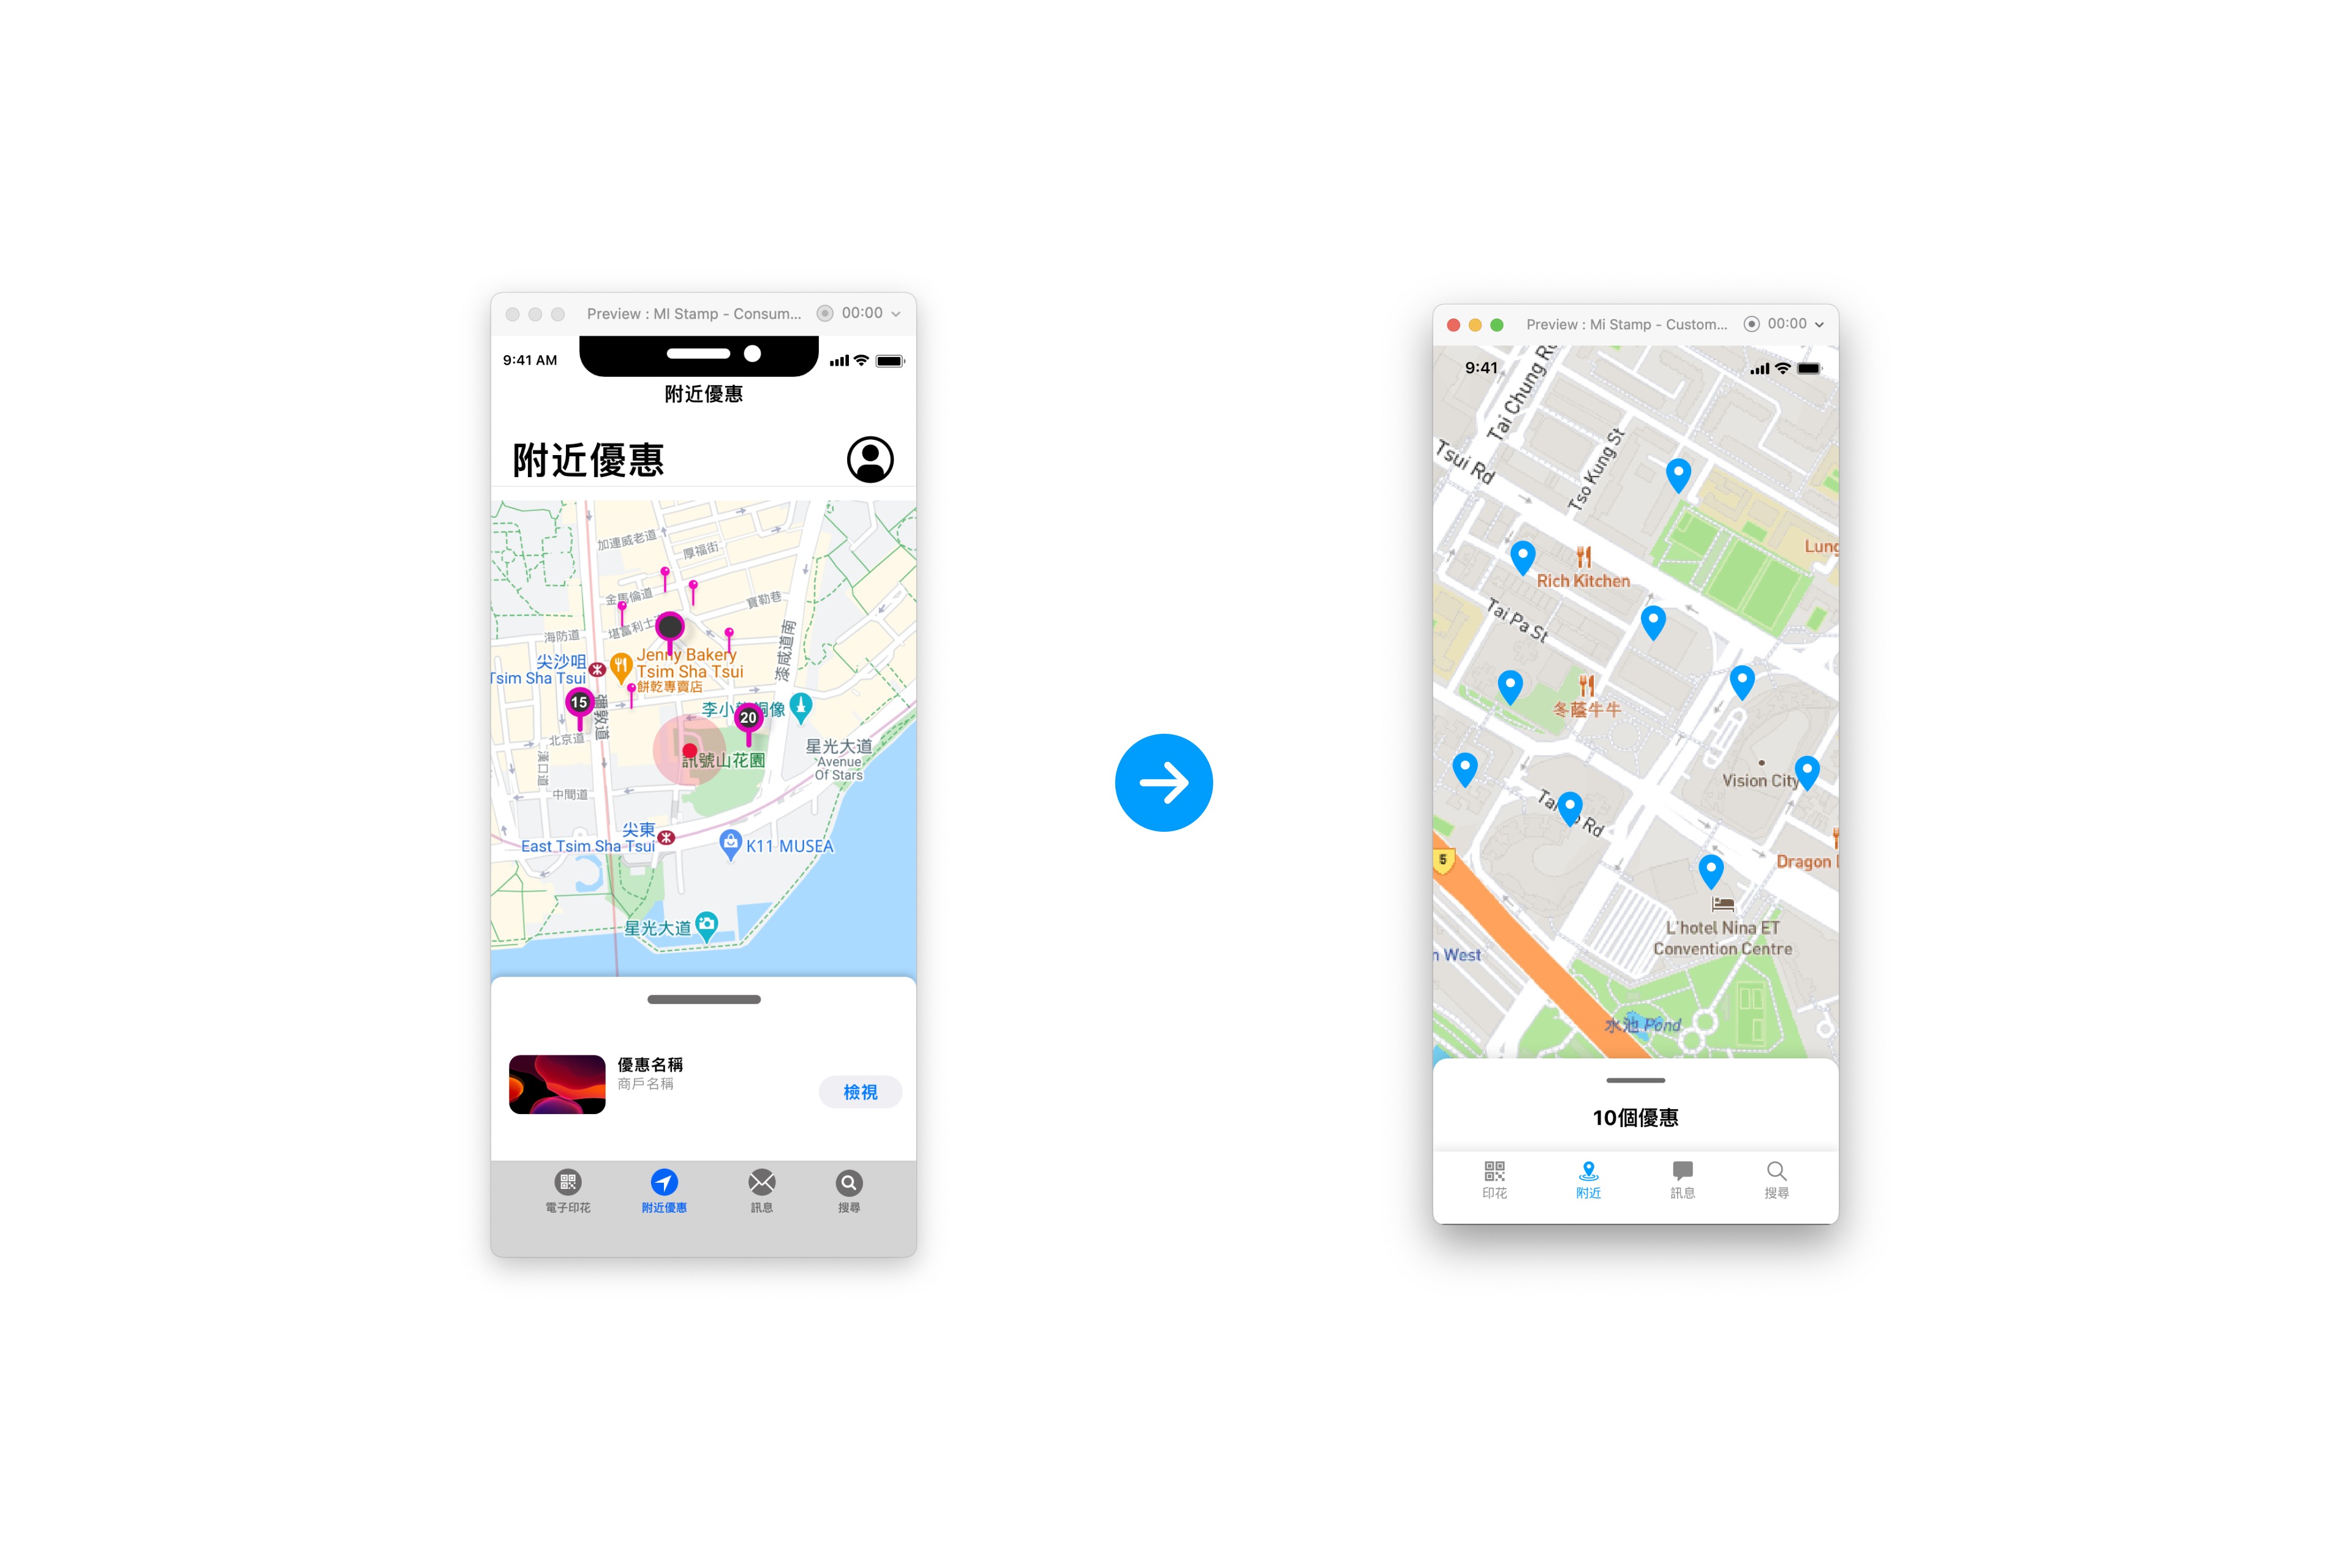 Preview : MI Stamp - Consum...
00:00
9:41 AM
附近優惠
附近優惠
加連威老道
厚福街
金馬倫道
寶勒巷
海防道
堪富利士
漆咸道南
尖沙咀
Tsim Sha Tsui
Jenny Bakery
Tsim Sha Tsui
餅乾專賣店
15
彌敦道
20
李小龍銅像
北京道
漢口道
訊號山花園
星光大道
Avenue
Of Stars
中間道
尖東
East Tsim Sha Tsui
K11 MUSEA
星光大道
優惠名稱
商戶名稱
檢視
電子印花
附近優惠
訊息
搜尋
Preview : Mi Stamp - Custom...
00:00
9:41
Tai Chung Rd
Tsui Rd
Tso Kung St
Lung
Rich Kitchen
Tai Pa St
冬蔭牛牛
Vision City
Rd
5
Dragon
L'hotel Nina ET
Convention Centre
n West
水池 Pond
10個優惠
印花
附近
訊息
搜尋